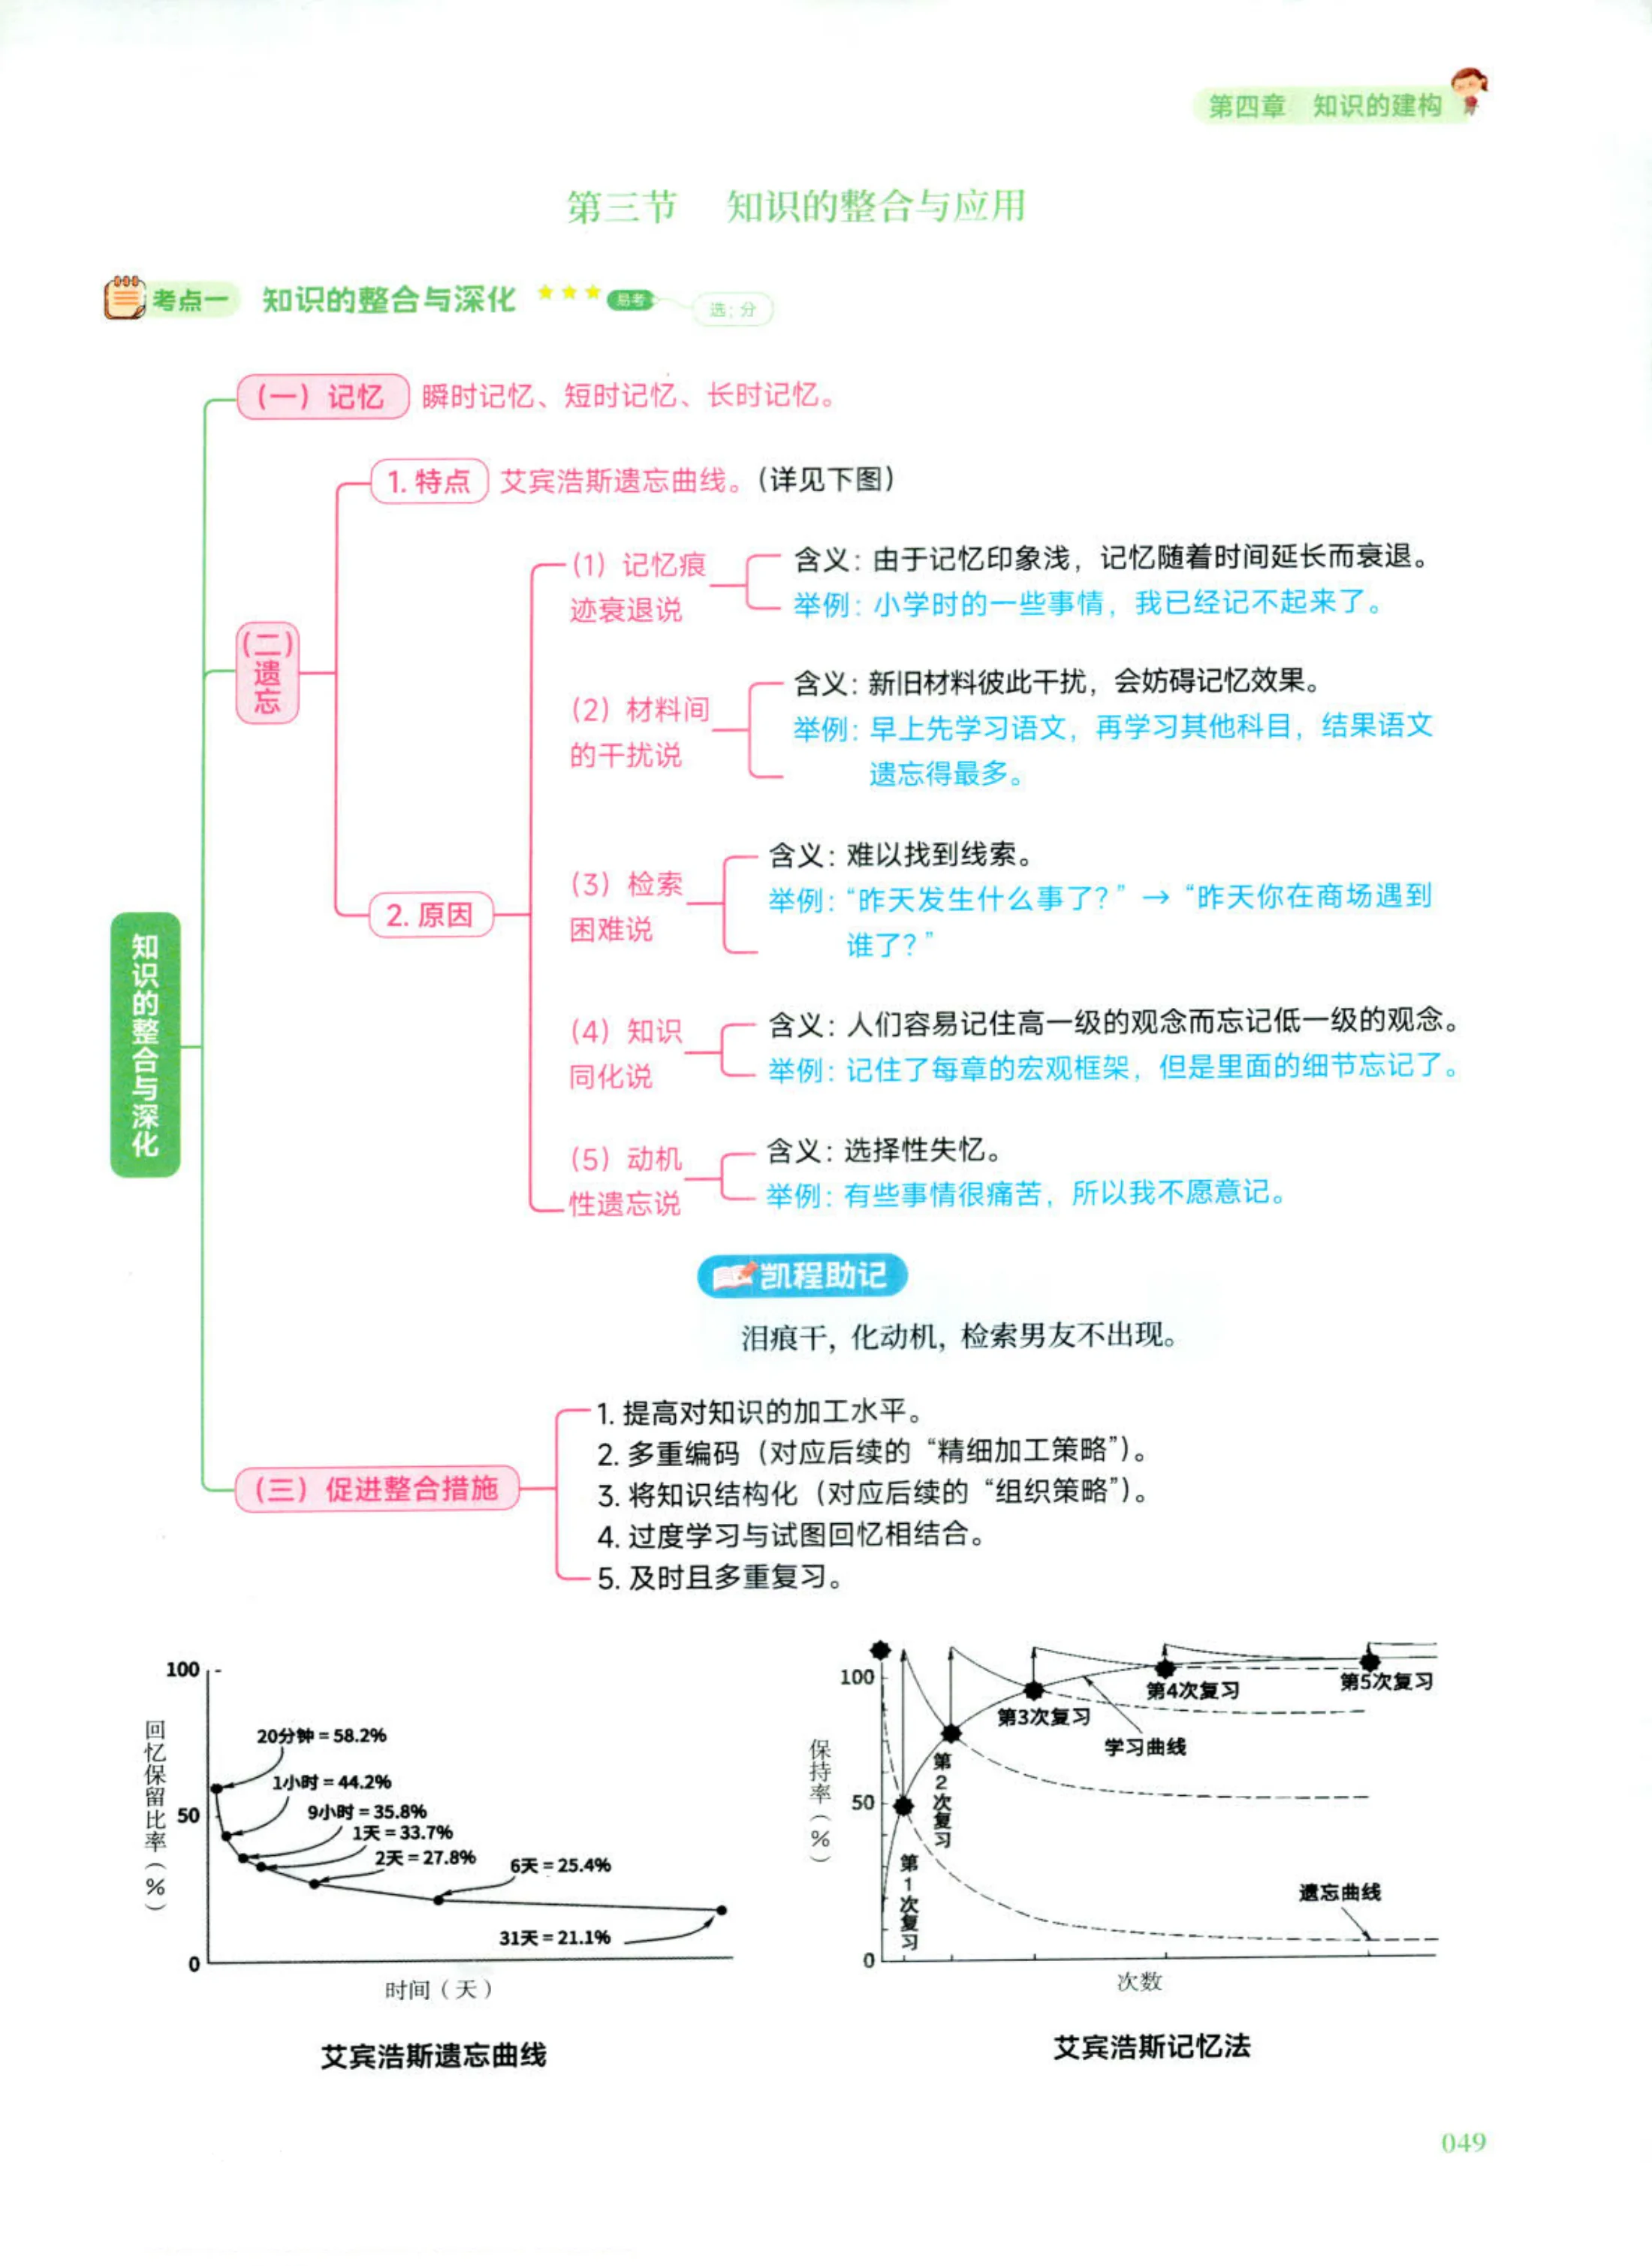 第四章 知识的建构
第三节 知识的整合与应用
考点一 知识的整合与深化 易考 选;分
知识的整合与深化
(一) 记忆 瞬时记忆、短时记忆、长时记忆。
(二)遗忘
1. 特点 艾宾浩斯遗忘曲线。(详见下图)
2. 原因
(1) 记忆痕
迹衰退说
含义: 由于记忆印象浅, 记忆随着时间延长而衰退。
举例: 小学时的一些事情, 我已经记不起来了。
(2) 材料间
的干扰说
含义: 新旧材料彼此干扰, 会妨碍记忆效果。
举例: 早上先学习语文, 再学习其他科目, 结果语文
遗忘得最多。
(3) 检索
困难说
含义: 难以找到线索。
举例: “昨天发生什么事了?” → “昨天你在商场遇到
谁了?”
(4) 知识
同化说
含义: 人们容易记住高一级的观念而忘记低一级的观念。
举例: 记住了每章的宏观框架, 但是里面的细节忘记了。
(5) 动机
性遗忘说
含义: 选择性失忆。
举例: 有些事情很痛苦, 所以我不愿意记。
凯程助记
泪痕干, 化动机, 检索男友不出现。
(三) 促进整合措施
1. 提高对知识的加工水平。
2. 多重编码 (对应后续的 “精细加工策略”)。
3. 将知识结构化 (对应后续的 “组织策略”)。
4. 过度学习与试图回忆相结合。
5. 及时且多重复习。
回忆保留比率(%)
100
50
0
20分钟=58.2%
1小时=44.2%
9小时=35.8%
1天=33.7%
2天=27.8%
6天=25.4%
31天=21.1%
时间(天)
艾宾浩斯遗忘曲线
保持率(%)
100
50
0
第1次复习
第2次复习
第3次复习
第4次复习
第5次复习
学习曲线
遗忘曲线
次数
艾宾浩斯记忆法
049